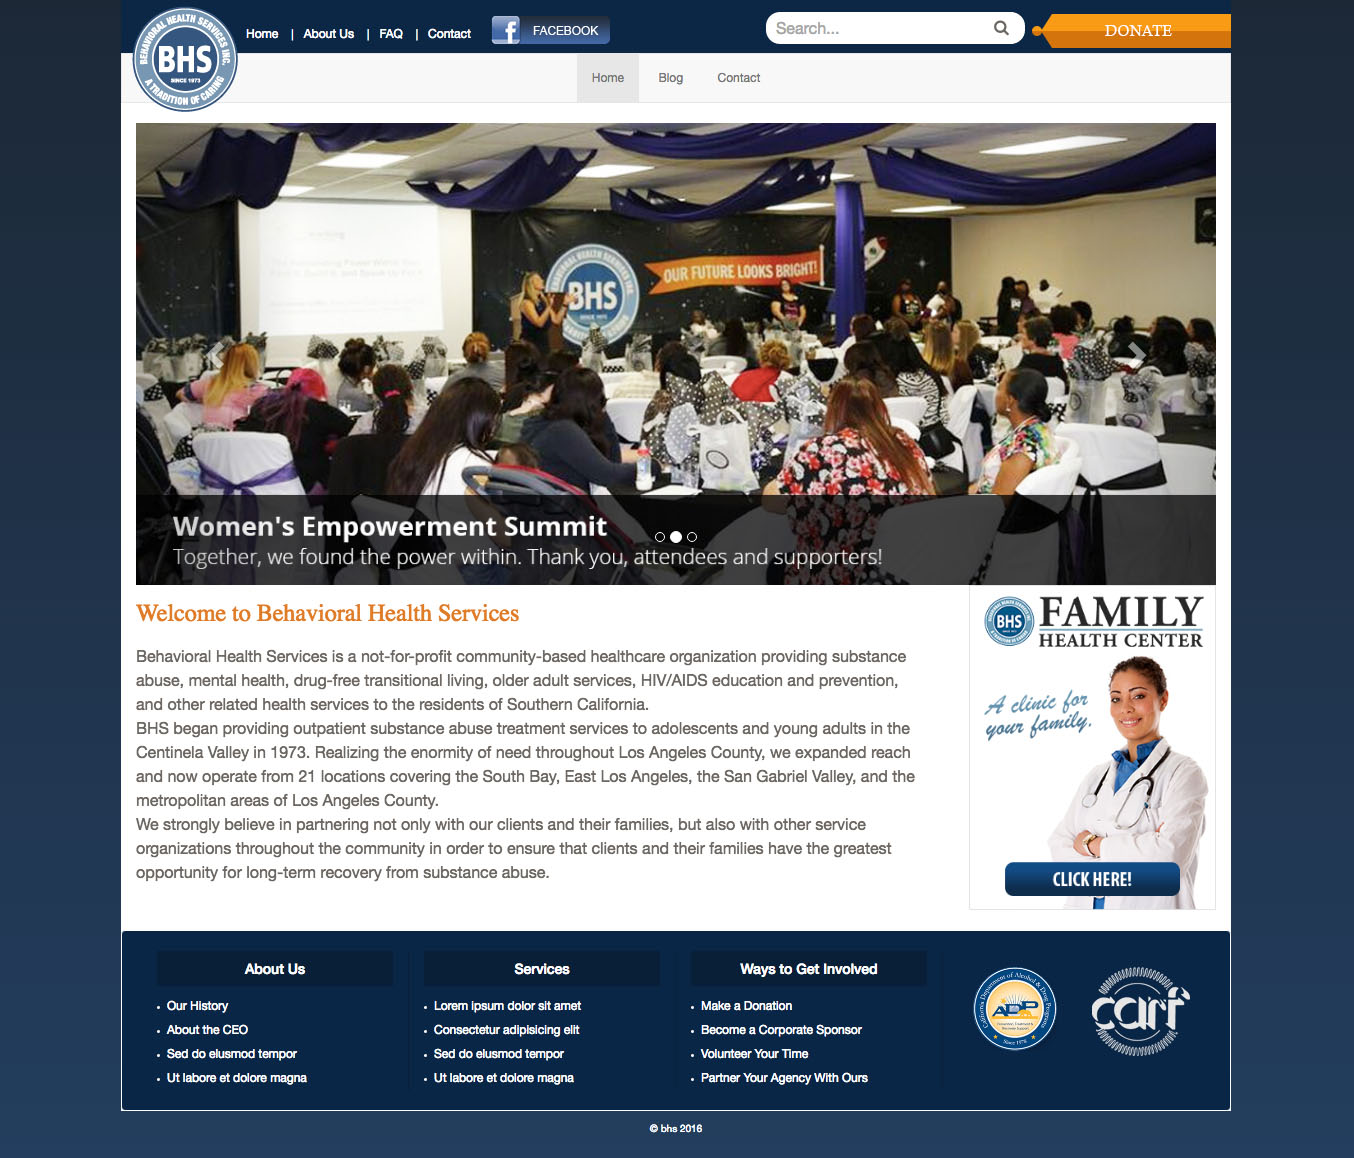 BEHAVIORAL HEALTH SERVICES INC.
BHS
SINCE 1973
A TRADITION OF CARING
Home | About Us | FAQ | Contact
FACEBOOK
Search...
DONATE
Home Blog Contact
BHS
OUR FUTURE LOOKS BRIGHT!
Women's Empowerment Summit
Together, we found the power within. Thank you, attendees and supporters!
Welcome to Behavioral Health Services
Behavioral Health Services is a not-for-profit community-based healthcare organization providing substance
abuse, mental health, drug-free transitional living, older adult services, HIV/AIDS education and prevention,
and other related health services to the residents of Southern California.
BHS began providing outpatient substance abuse treatment services to adolescents and young adults in the
Centinela Valley in 1973. Realizing the enormity of need throughout Los Angeles County, we expanded reach
and now operate from 21 locations covering the South Bay, East Los Angeles, the San Gabriel Valley, and the
metropolitan areas of Los Angeles County.
We strongly believe in partnering not only with our clients and their families, but also with other service
organizations throughout the community in order to ensure that clients and their families have the greatest
opportunity for long-term recovery from substance abuse.
BHS
FAMILY
HEALTH CENTER
A clinic for
your family.
CLICK HERE!
About Us
Our History
About the CEO
Sed do eiusmod tempor
Ut labore et dolore magna
Services
Lorem ipsum dolor sit amet
Consectetur adipisicing elit
Sed do eiusmod tempor
Ut labore et dolore magna
Ways to Get Involved
Make a Donation
Become a Corporate Sponsor
Volunteer Your Time
Partner Your Agency With Ours
California Department of Alcohol & Drug Programs
ADP
Since 1978
carf
© bhs 2016